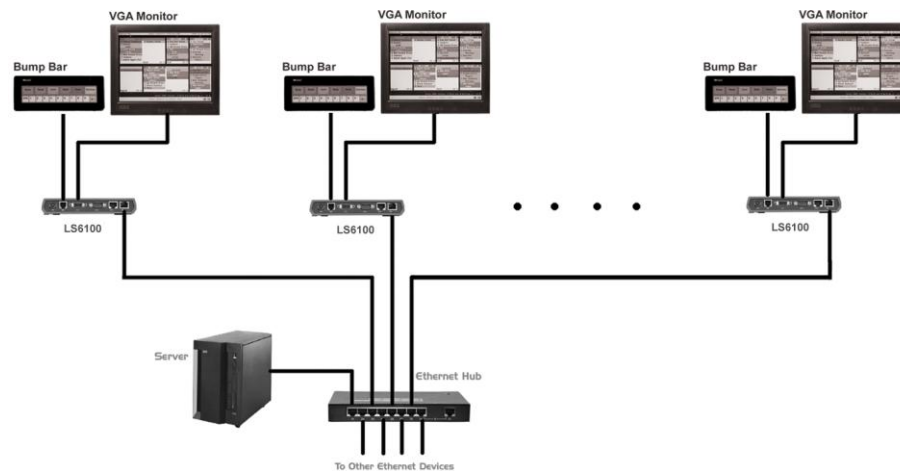 VGA Monitor
VGA Monitor
VGA Monitor
Bump Bar
Bump Bar
Bump Bar
LS6100
LS6100
LS6100
Server
Ethernet Hub
To Other Ethernet Devices